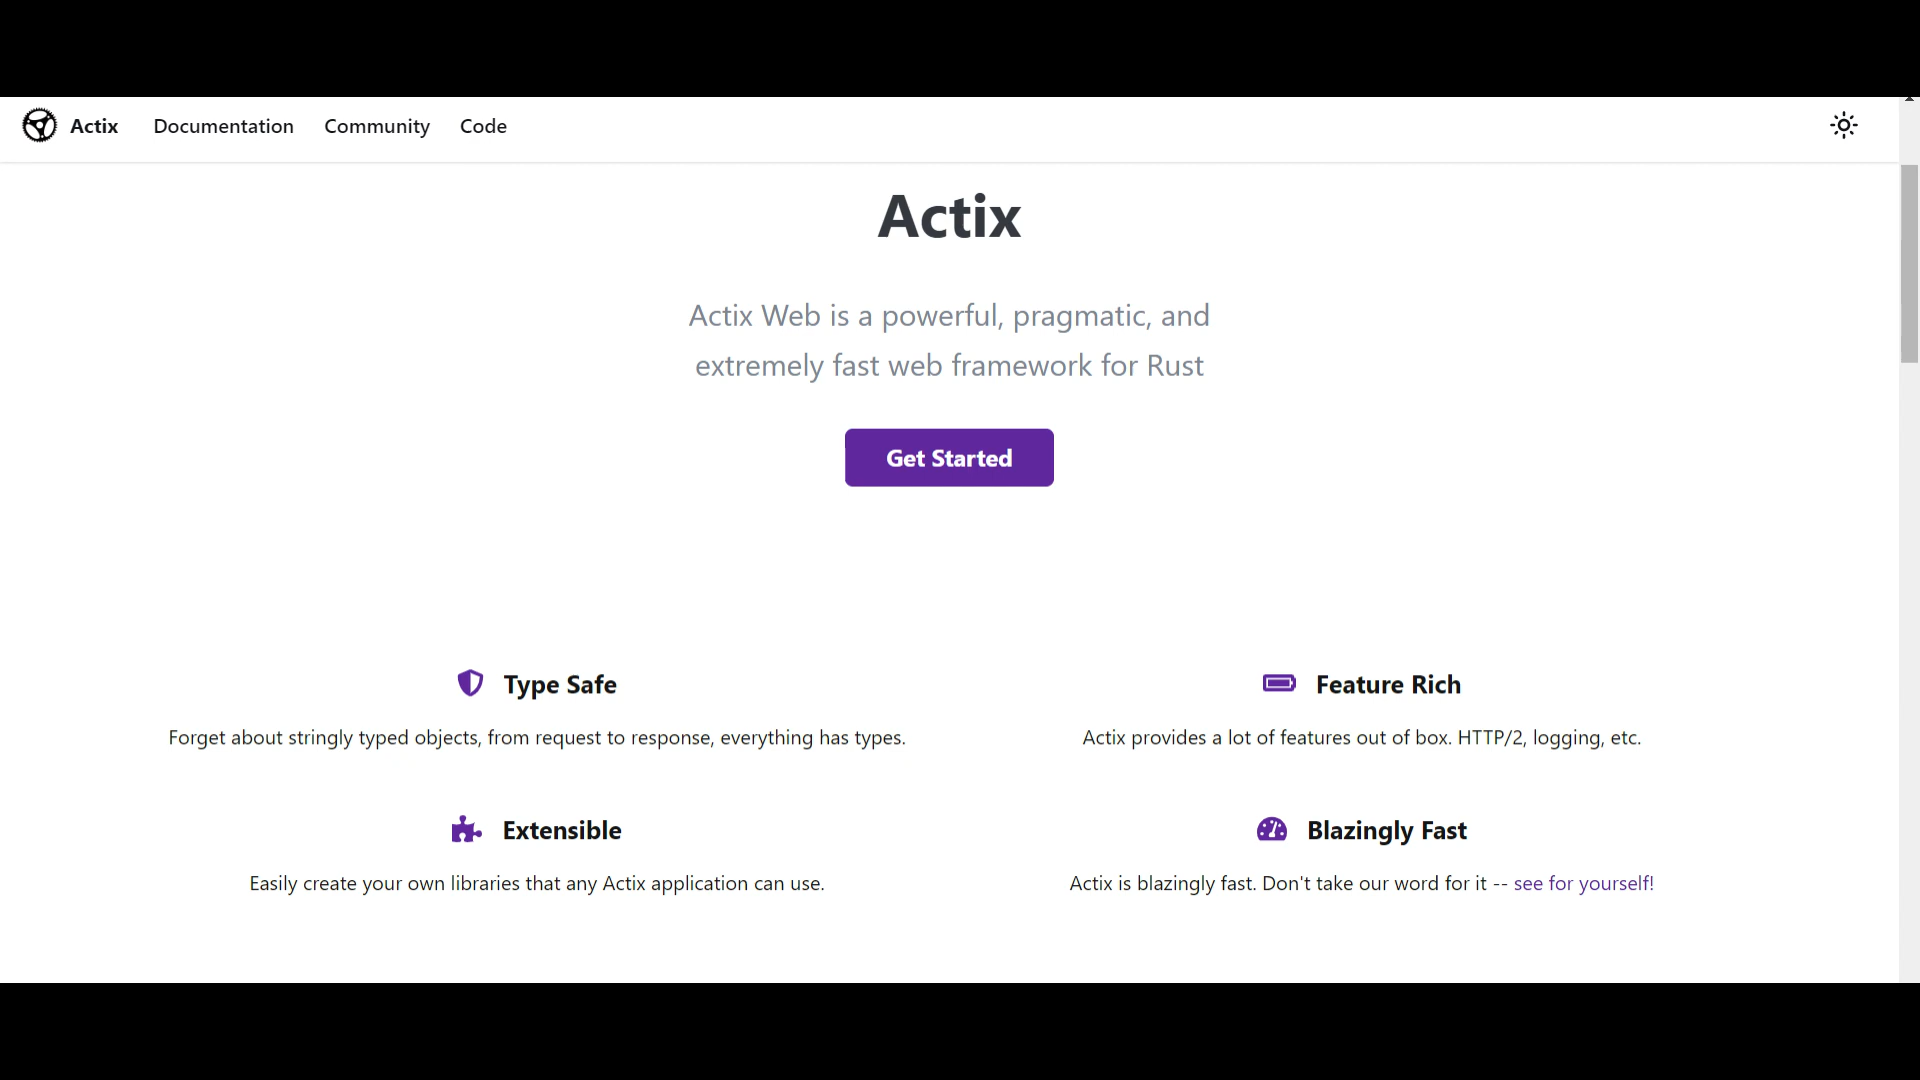 Actix Documentation Community Code
Actix
Actix Web is a powerful, pragmatic, and
extremely fast web framework for Rust
Get Started
Type Safe
Forget about stringly typed objects, from request to response, everything has types.
Feature Rich
Actix provides a lot of features out of box. HTTP/2, logging, etc.
Extensible
Easily create your own libraries that any Actix application can use.
Blazingly Fast
Actix is blazingly fast. Don't take our word for it -- see for yourself!